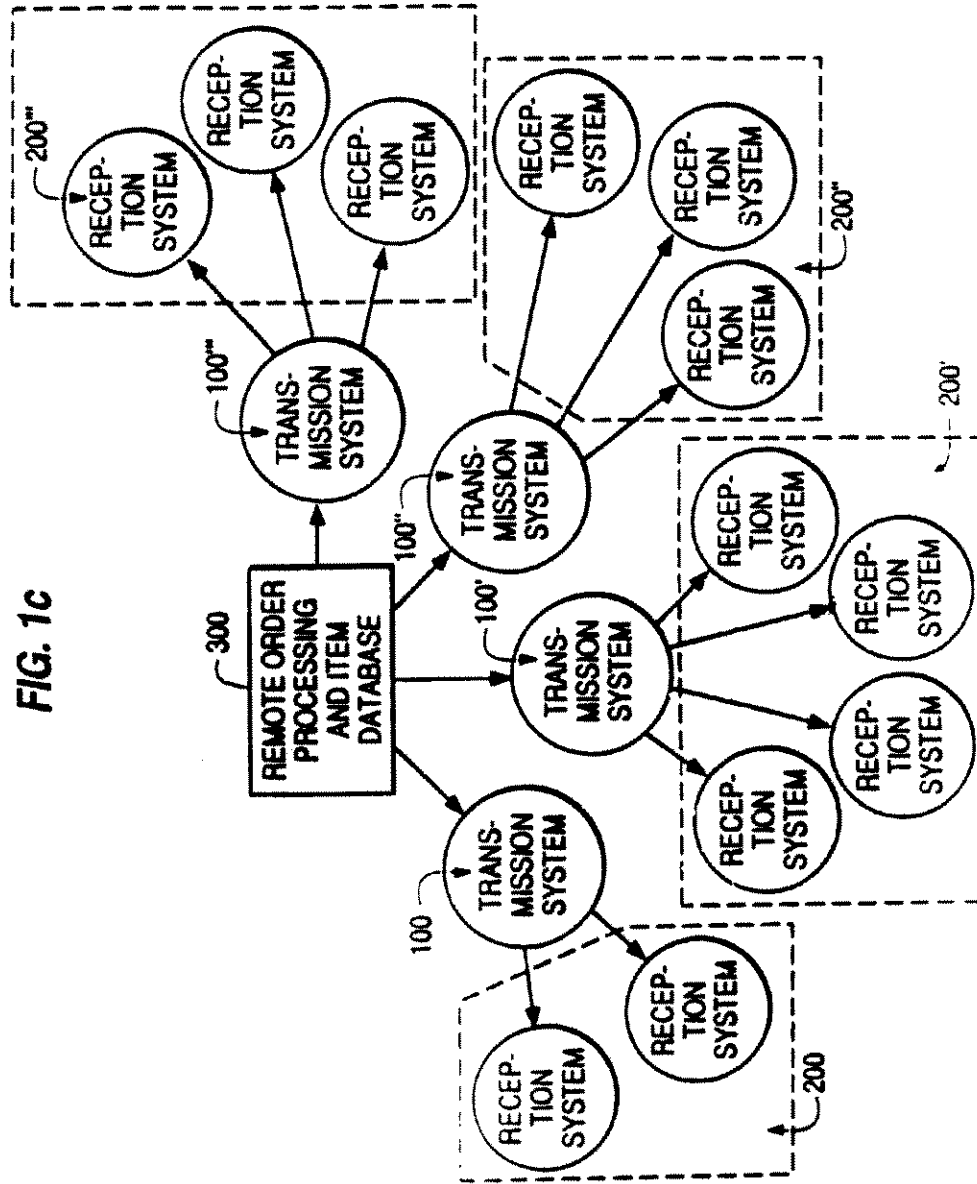 FIG. 1c
300
REMOTE ORDER
PROCESSING
AND ITEM
DATABASE
100
TRANS-
MISSION
SYSTEM
100'
TRANS-
MISSION
SYSTEM
100"
TRANS-
MISSION
SYSTEM
100'''
TRANS-
MISSION
SYSTEM
RECEP-
TION
SYSTEM
RECEP-
TION
SYSTEM
200
RECEP-
TION
SYSTEM
RECEP-
TION
SYSTEM
RECEP-
TION
SYSTEM
RECEP-
TION
SYSTEM
200'
RECEP-
TION
SYSTEM
RECEP-
TION
SYSTEM
RECEP-
TION
SYSTEM
200"
200'''
RECEP-
TION
SYSTEM
RECEP-
TION
SYSTEM
RECEP-
TION
SYSTEM